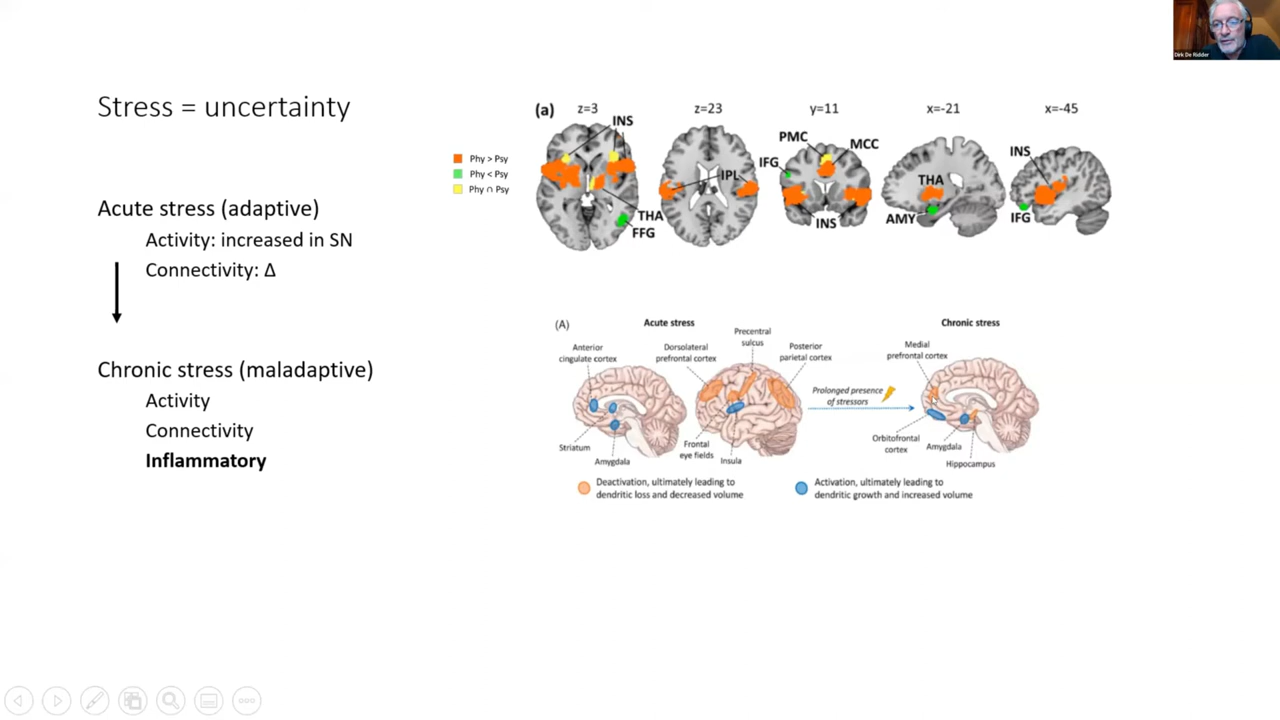 Dirk De Ridder
Stress = uncertainty
Acute stress (adaptive)
Activity: increased in SN
Connectivity: Δ
Chronic stress (maladaptive)
Activity
Connectivity
Inflammatory
Phy > Psy
Phy < Psy
Phy ∩ Psy
(a)
z=3
z=23
y=11
x=-21
x=-45
INS
THA
FFG
IPL
PMC
MCC
IFG
INS
THA
AMY
INS
IFG
(A)
Acute stress
Chronic stress
Anterior
cingulate cortex
Dorsolateral
prefrontal cortex
Precentral
sulcus
Posterior
parietal cortex
Striatum
Amygdala
Frontal
eye fields
Insula
Prolonged presence
of stressors
Medial
prefrontal cortex
Orbitofrontal
cortex
Amygdala
Hippocampus
Deactivation, ultimately leading to
dendritic loss and decreased volume
Activation, ultimately leading to
dendritic growth and increased volume